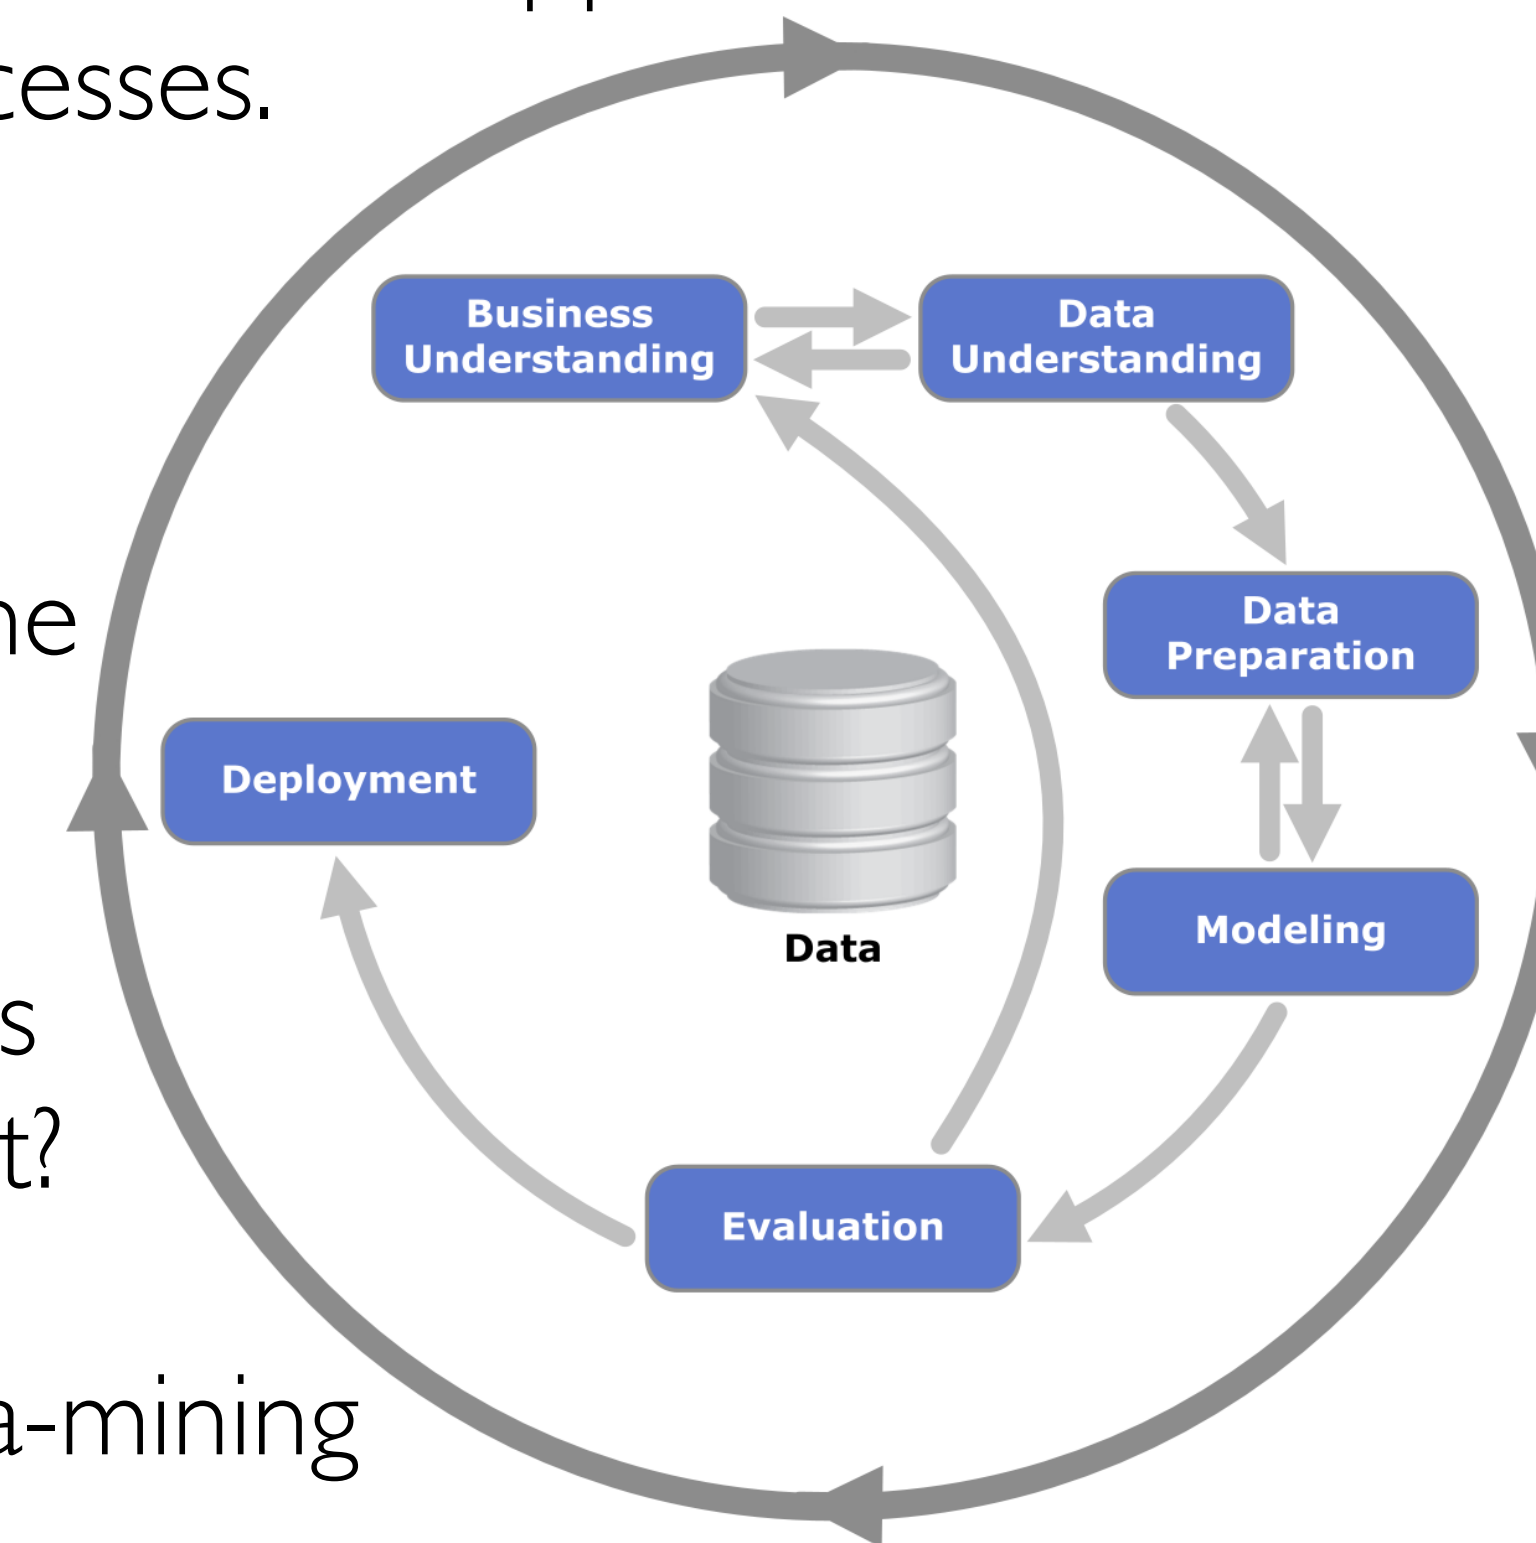 cesses.
Business
Understanding
Data
Understanding
Data
Preparation
ne
Deployment
Modeling
Data
s
t?
Evaluation
a-mining